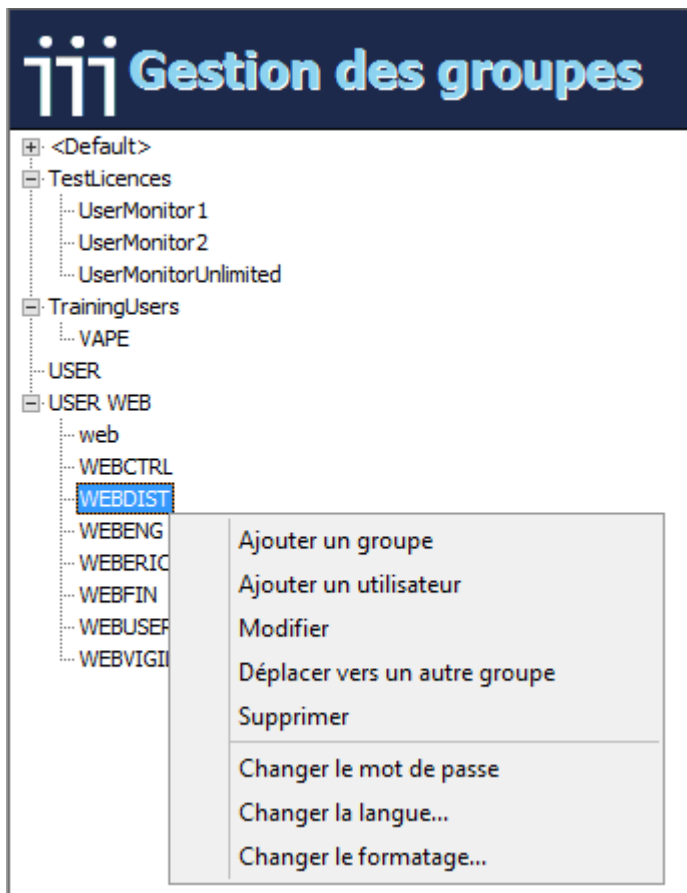 Gestion des groupes
<Default>
TestLicences
UserMonitor1
UserMonitor2
UserMonitorUnlimited
TrainingUsers
VAPE
USER
USER WEB
web
WEBCTRL
WEBDIST
WEBENG
WEBERIC
WEBFIN
WEBUSER
WEBVIGI
Ajouter un groupe
Ajouter un utilisateur
Modifier
Déplacer vers un autre groupe
Supprimer
Changer le mot de passe
Changer la langue...
Changer le formatage...